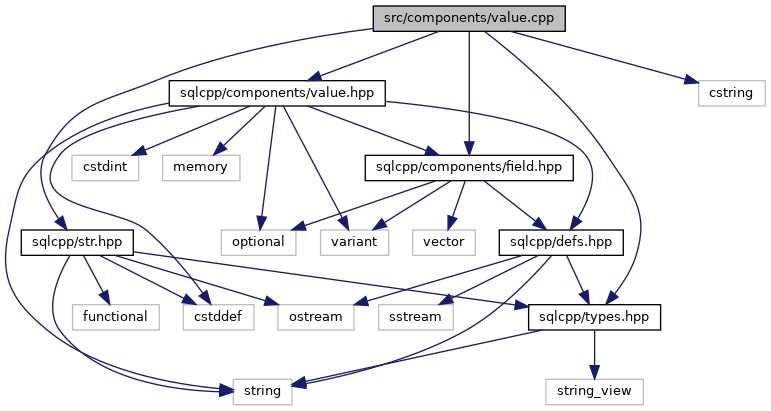 src/components/value.cpp
sqlcpp/components/value.hpp
cstring
cstdint
memory
sqlcpp/components/field.hpp
sqlcpp/str.hpp
optional
variant
vector
sqlcpp/defs.hpp
functional
cstddef
ostream
sstream
sqlcpp/types.hpp
string
string_view